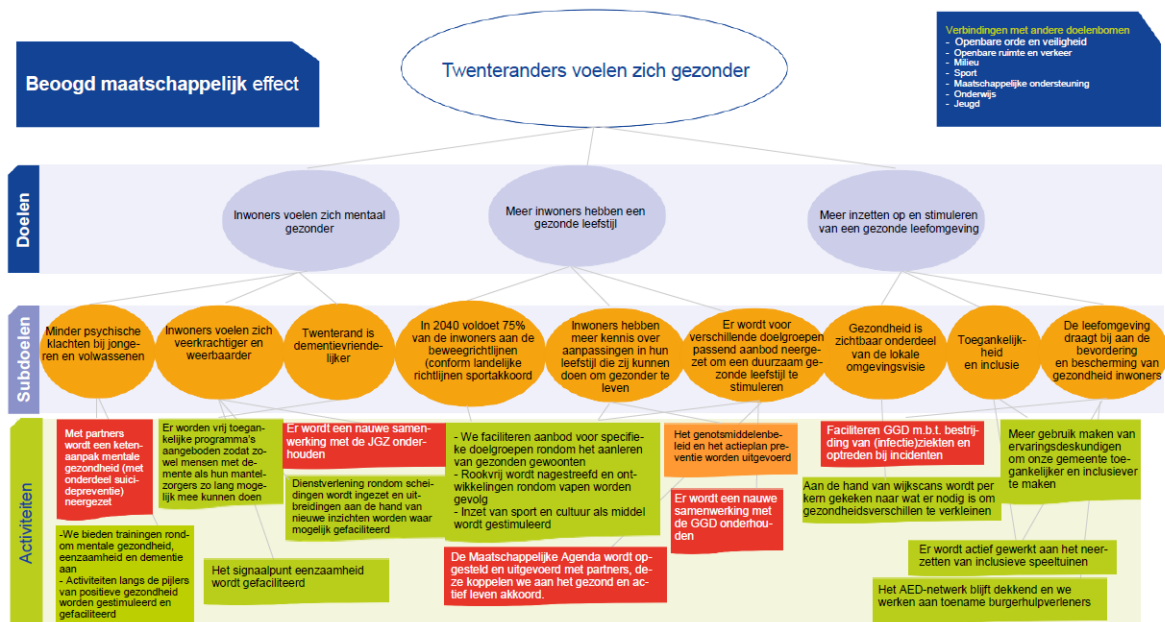 Beoogd maatschappelijk effect
Twenteranders voelen zich gezonder
Verbindingen met andere doelenbomen
- Openbare orde en veiligheid
- Openbare ruimte en verkeer
- Milieu
- Sport
- Maatschappelijke ondersteuning
- Onderwijs
- Jeugd
Doelen
Inwoners voelen zich mentaal
gezonder
Meer inwoners hebben een
gezonde leefstijl
Meer inzetten op en stimuleren
van een gezonde leefomgeving
Subdoelen
Minder psychische
klachten bij jonge-
ren en volwassenen
Inwoners voelen zich
veerkrachtiger en
weerbaarder
Twenterand is
dementievriende-
lijker
In 2040 voldoet 75%
van de inwoners aan de
beweegrichtlijnen
(conform landelijke
richtlijnen sportakkoord
Inwoners hebben
meer kennis over
aanpassingen in hun
leefstijl die zij kunnen
doen om gezonder te
leven
Er wordt voor
verschillende doelgroepen
passend aanbod neerge-
zet om een duurzaam ge-
zonde leefstijl te
stimuleren
Gezondheid is
zichtbaar onderdeel
van de lokale
omgevingsvisie
Toegankelijk-
heid
en inclusie
De leefomgeving
draagt bij aan de
bevordering
en bescherming van
gezondheid inwoners
Activiteiten
Met partners
wordt een keten-
aanpak mentale
gezondheid (met
onderdeel suici-
depreventie)
neergezet
-We bieden trainingen rond-
om mentale gezondheid,
eenzaamheid en dementie
aan
- Activiteiten langs de pijlers
van positieve gezondheid
worden gestimuleerd en
gefaciliteerd
Er worden vrij toegan-
kelijke programma's
aangeboden zodat zo-
wel mensen met de-
mentie als hun mantel-
zorgers zo lang moge-
lijk mee kunnen doen
Het signaalpunt eenzaamheid
wordt gefaciliteerd
Er wordt een nauwe samen-
werking met de JGZ onder-
houden
Dienstverlening rondom schei-
dingen wordt ingezet en uit-
breidingen aan de hand van
nieuwe inzichten worden waar
mogelijk gefaciliteerd
- We faciliteren aanbod voor specifie-
ke doelgroepen rondom het aanleren
van gezonden gewoonten
- Rookvrij wordt nagestreefd en ont-
wikkelingen rondom vapen worden
gevolg
- Inzet van sport en cultuur als middel
wordt gestimuleerd
De Maatschappelijke Agenda wordt op-
gesteld en uitgevoerd met partners, de-
ze koppelen we aan het gezond en ac-
tief leven akkoord.
Het genotsmiddelenbe-
leid en het actieplan pre-
ventie worden uitgevoerd
Er wordt een nauwe
samenwerking met
de GGD onderhou-
den
Faciliteren GGD m.b.t. bestrij-
ding van (infectie)ziekten en
optreden bij incidenten
Aan de hand van wijkscans wordt per
kern gekeken naar wat er nodig is om
gezondheidsverschillen te verkleinen
Meer gebruik maken van
ervaringsdeskundigen
om onze gemeente toe-
gankelijker en inclusiever
te maken
Er wordt actief gewerkt aan het neer-
zetten van inclusieve speeltuinen
Het AED-netwerk blijft dekkend en we
werken aan toename burgerhulpverleners